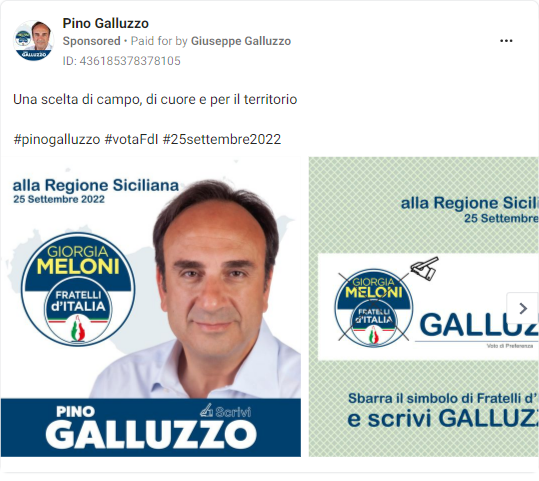 Pino Galluzzo
Sponsored • Paid for by Giuseppe Galluzzo
ID: 436185378378105
Una scelta di campo, di cuore e per il territorio
#pinogalluzzo #votaFdI #25settembre2022
alla Regione Siciliana
25 Settembre 2022
GIORGIA
MELONI
FRATELLI
d'ITALIA
PINO
Scrivi
GALLUZZO
alla Regione Sicili
25 Settembre
GIORGIA
MELONI
FRATELLI
d'ITALIA
GALLUZ
Voto di Preferenza
Sbarra il simbolo di Fratelli d'
e scrivi GALLUZ